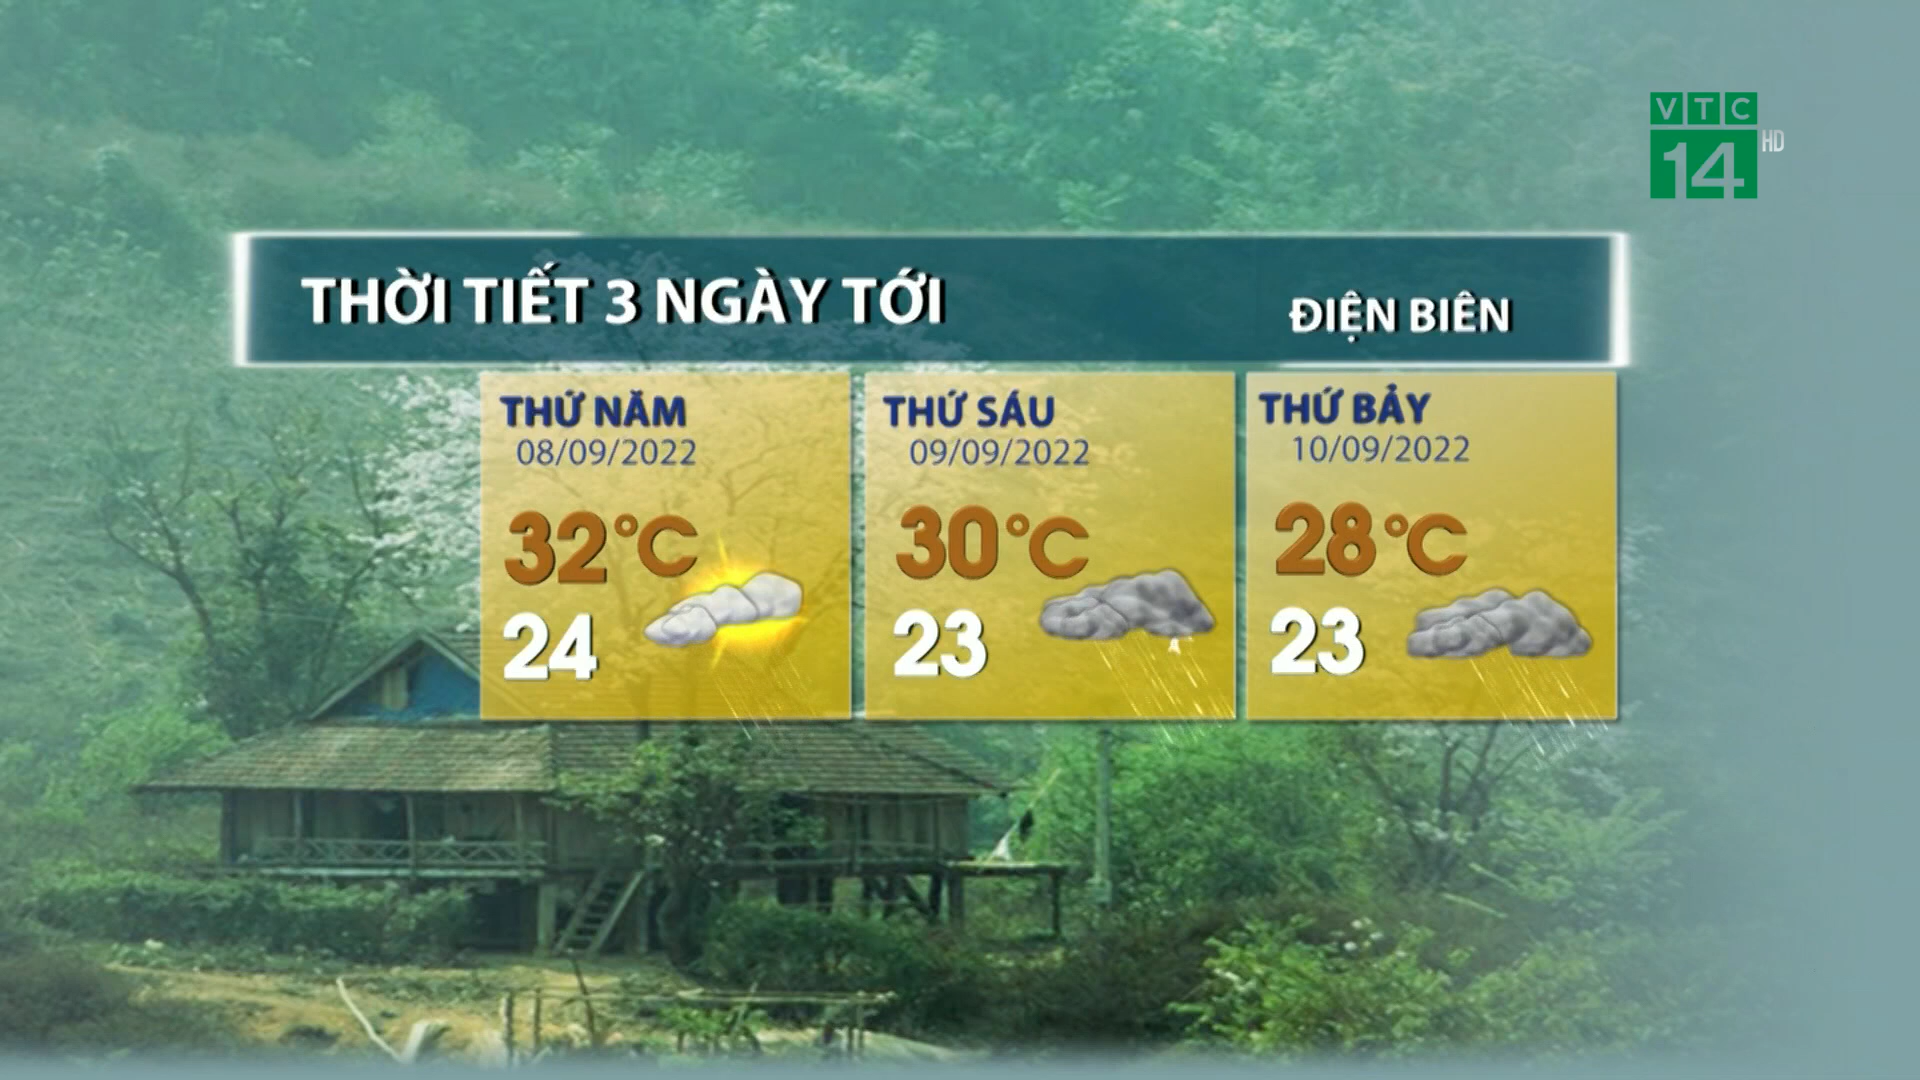 VTC
14 HD
THỜI TIẾT 3 NGÀY TỚI
ĐIỆN BIÊN
THỨ NĂM
08/09/2022
32°C
24
THỨ SÁU
09/09/2022
30°C
23
THỨ BẢY
10/09/2022
28°C
23